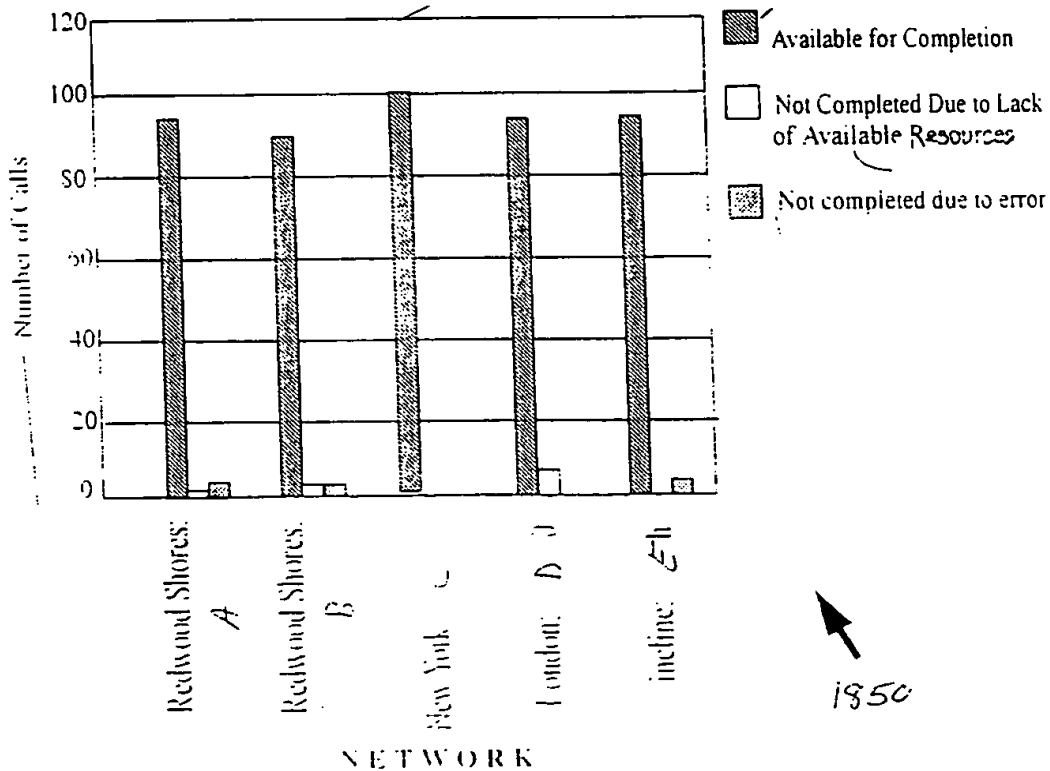 120
100
80
60
40
20
0
Number of Calls
Available for Completion
Not Completed Due to Lack
of Available Resources
Not completed due to error
Redwood Shores:
A
Redwood Shores:
B
New York
C
London:
D
incline:
E
NETWORK
1850